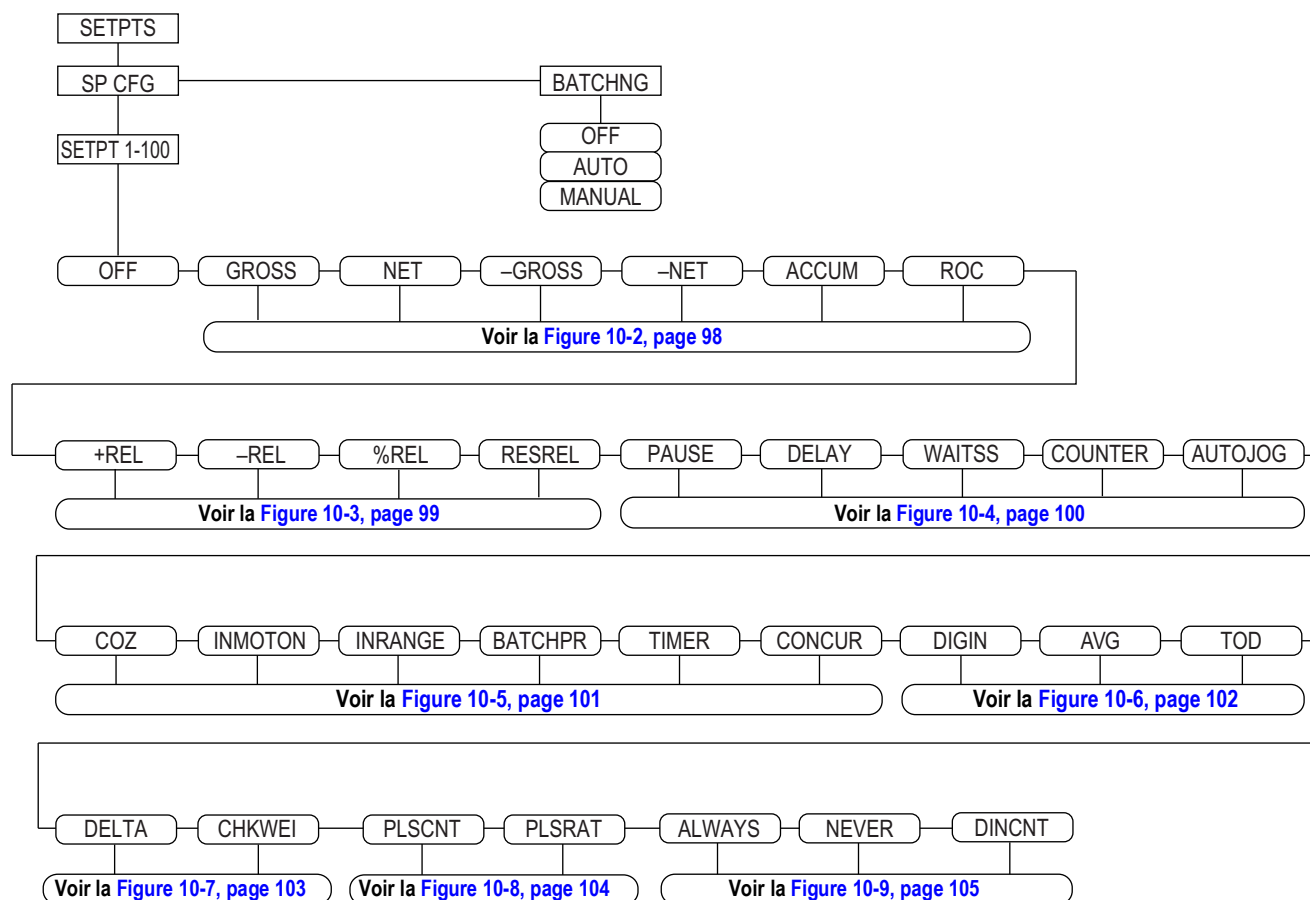 SETPTS
SP CFG
BATCHNG
OFF
AUTO
MANUAL
SETPT 1-100
OFF
GROSS
NET
–GROSS
–NET
ACCUM
ROC
Voir la Figure 10-2, page 98
+REL
–REL
%REL
RESREL
PAUSE
DELAY
WAITSS
COUNTER
AUTOJOG
Voir la Figure 10-3, page 99
Voir la Figure 10-4, page 100
COZ
INMOTON
INRANGE
BATCHPR
TIMER
CONCUR
DIGIN
AVG
TOD
Voir la Figure 10-5, page 101
Voir la Figure 10-6, page 102
DELTA
CHKWEI
PLSCNT
PLSRAT
ALWAYS
NEVER
DINCNT
Voir la Figure 10-7, page 103
Voir la Figure 10-8, page 104
Voir la Figure 10-9, page 105